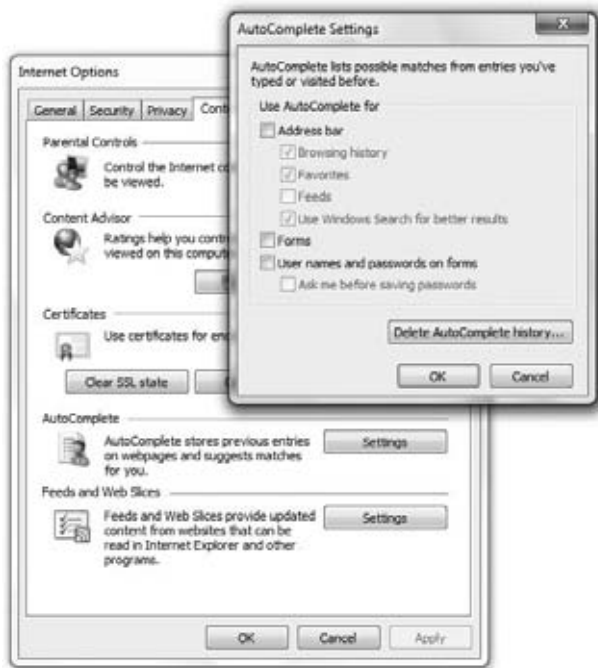 AutoComplete Settings
AutoComplete lists possible matches from entries you've
typed or visited before.
Use AutoComplete for
Address bar
Browsing history
Favorites
Feeds
Use Windows Search for better results
Forms
User names and passwords on forms
Ask me before saving passwords
Delete AutoComplete history...
OK
Cancel
Internet Options
General
Security
Privacy
Cont
Parental Controls
Control the Internet co
be viewed.
Content Advisor
Ratings help you contr
viewed on this comput
Certificates
Use certificates for enc
Clear SSL state
AutoComplete
AutoComplete stores previous entries
on webpages and suggests matches
for you.
Settings
Feeds and Web Slices
Feeds and Web Slices provide updated
content from websites that can be
read in Internet Explorer and other
programs.
Settings
OK
Cancel
Apply